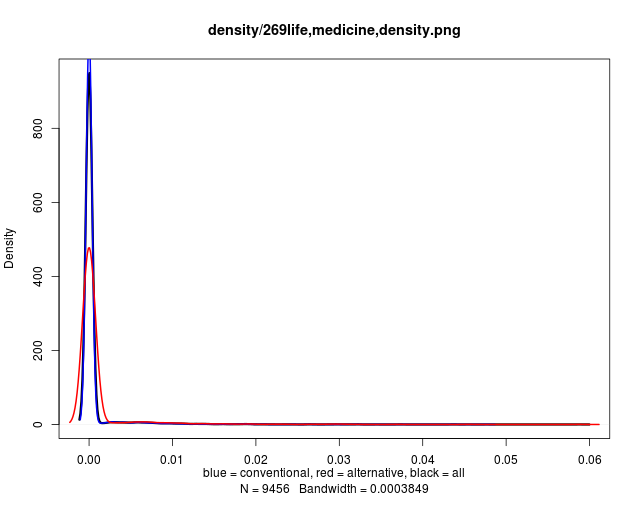 density/269life,medicine,density.png
Density
800
600
400
200
0
0.00 0.01 0.02 0.03 0.04 0.05 0.06
blue = conventional, red = alternative, black = all
N = 9456 Bandwidth = 0.0003849